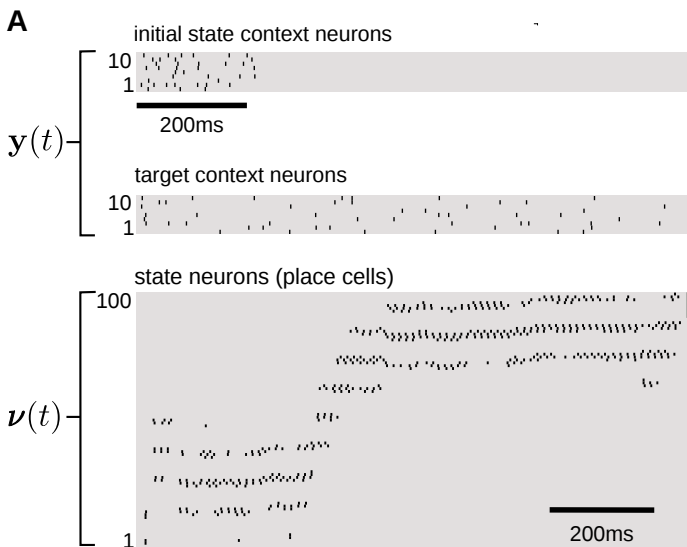 A
initial state context neurons
10
1
200ms
y(t)
target context neurons
10
1
state neurons (place cells)
100
ν(t)
200ms
1